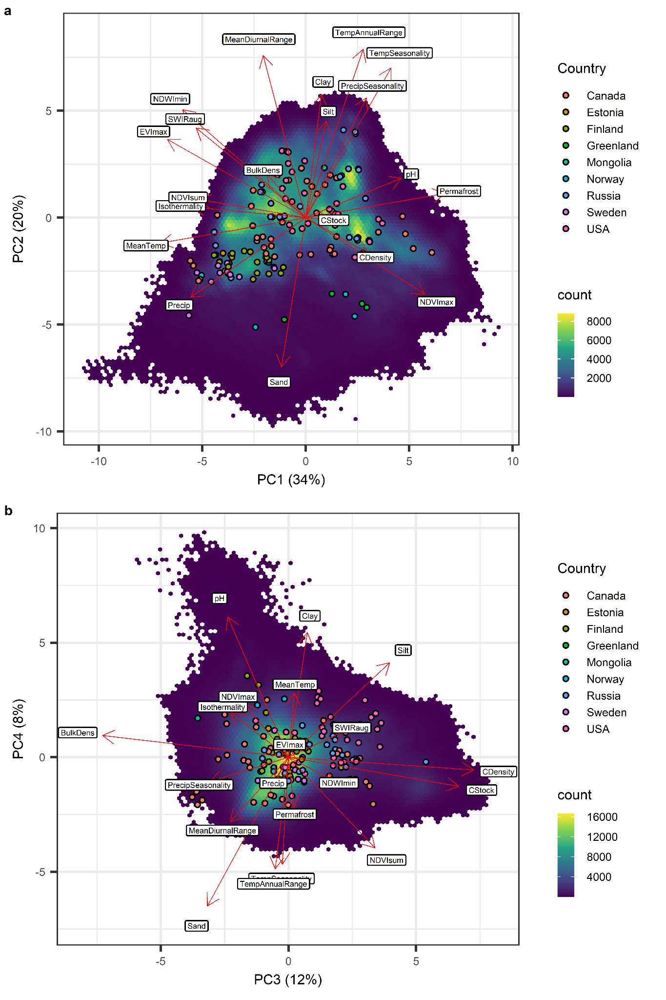 a
MeanDiurnalRange
TempAnnualRange
TempSeasonality
Clay
PrecipSeasonality
NDWImin
Silt
SWIRaug
EVImax
BulkDens
pH
Permafrost
NDVIsum
Isothermality
CStock
MeanTemp
CDensity
Precip
NDVImax
Sand
5
0
-5
-10
PC2 (20%)
-10
-5
0
5
10
PC1 (34%)
Country
Canada
Estonia
Finland
Greenland
Mongolia
Norway
Russia
Sweden
USA
count
8000
6000
4000
2000
b
pH
Clay
Silt
MeanTemp
NDVImax
Isothermality
SWIRaug
BulkDens
EVImax
CDensity
PrecipSeasonality
Precip
NDWImin
CStock
Permafrost
MeanDiurnalRange
NDVIsum
TempSeasonality
TempAnnualRange
Sand
10
5
0
-5
PC4 (8%)
-5
0
5
PC3 (12%)
Country
Canada
Estonia
Finland
Greenland
Mongolia
Norway
Russia
Sweden
USA
count
16000
12000
8000
4000